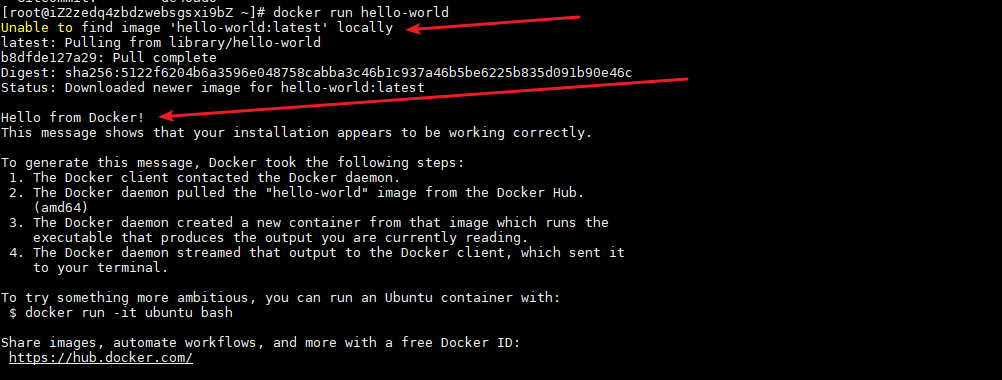 [root@iZ2zedq4zbdzwebsgsxi9bZ ~]# docker run hello-world
Unable to find image 'hello-world:latest' locally
latest: Pulling from library/hello-world
b8dfde127a29: Pull complete
Digest: sha256:5122f6204b6a3596e048758cabba3c46b1c937a46b5be6225b835d091b90e46c
Status: Downloaded newer image for hello-world:latest
Hello from Docker!
This message shows that your installation appears to be working correctly.
To generate this message, Docker took the following steps:
1. The Docker client contacted the Docker daemon.
2. The Docker daemon pulled the "hello-world" image from the Docker Hub.
(amd64)
3. The Docker daemon created a new container from that image which runs the
executable that produces the output you are currently reading.
4. The Docker daemon streamed that output to the Docker client, which sent it
to your terminal.
To try something more ambitious, you can run an Ubuntu container with:
$ docker run -it ubuntu bash
Share images, automate workflows, and more with a free Docker ID:
https://hub.docker.com/